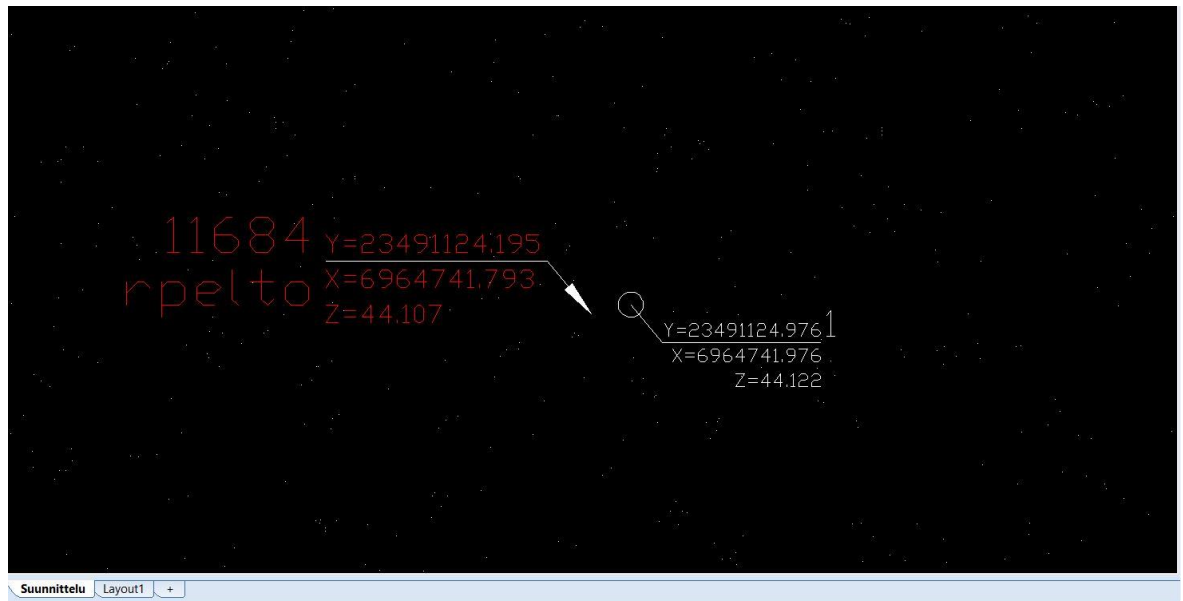 11684
rpelto
Y=23491124.195
X=6964741.793
Z=44.107
Y=23491124.976
1
X=6964741.976
Z=44.122
Suunnittelu Layout1 +